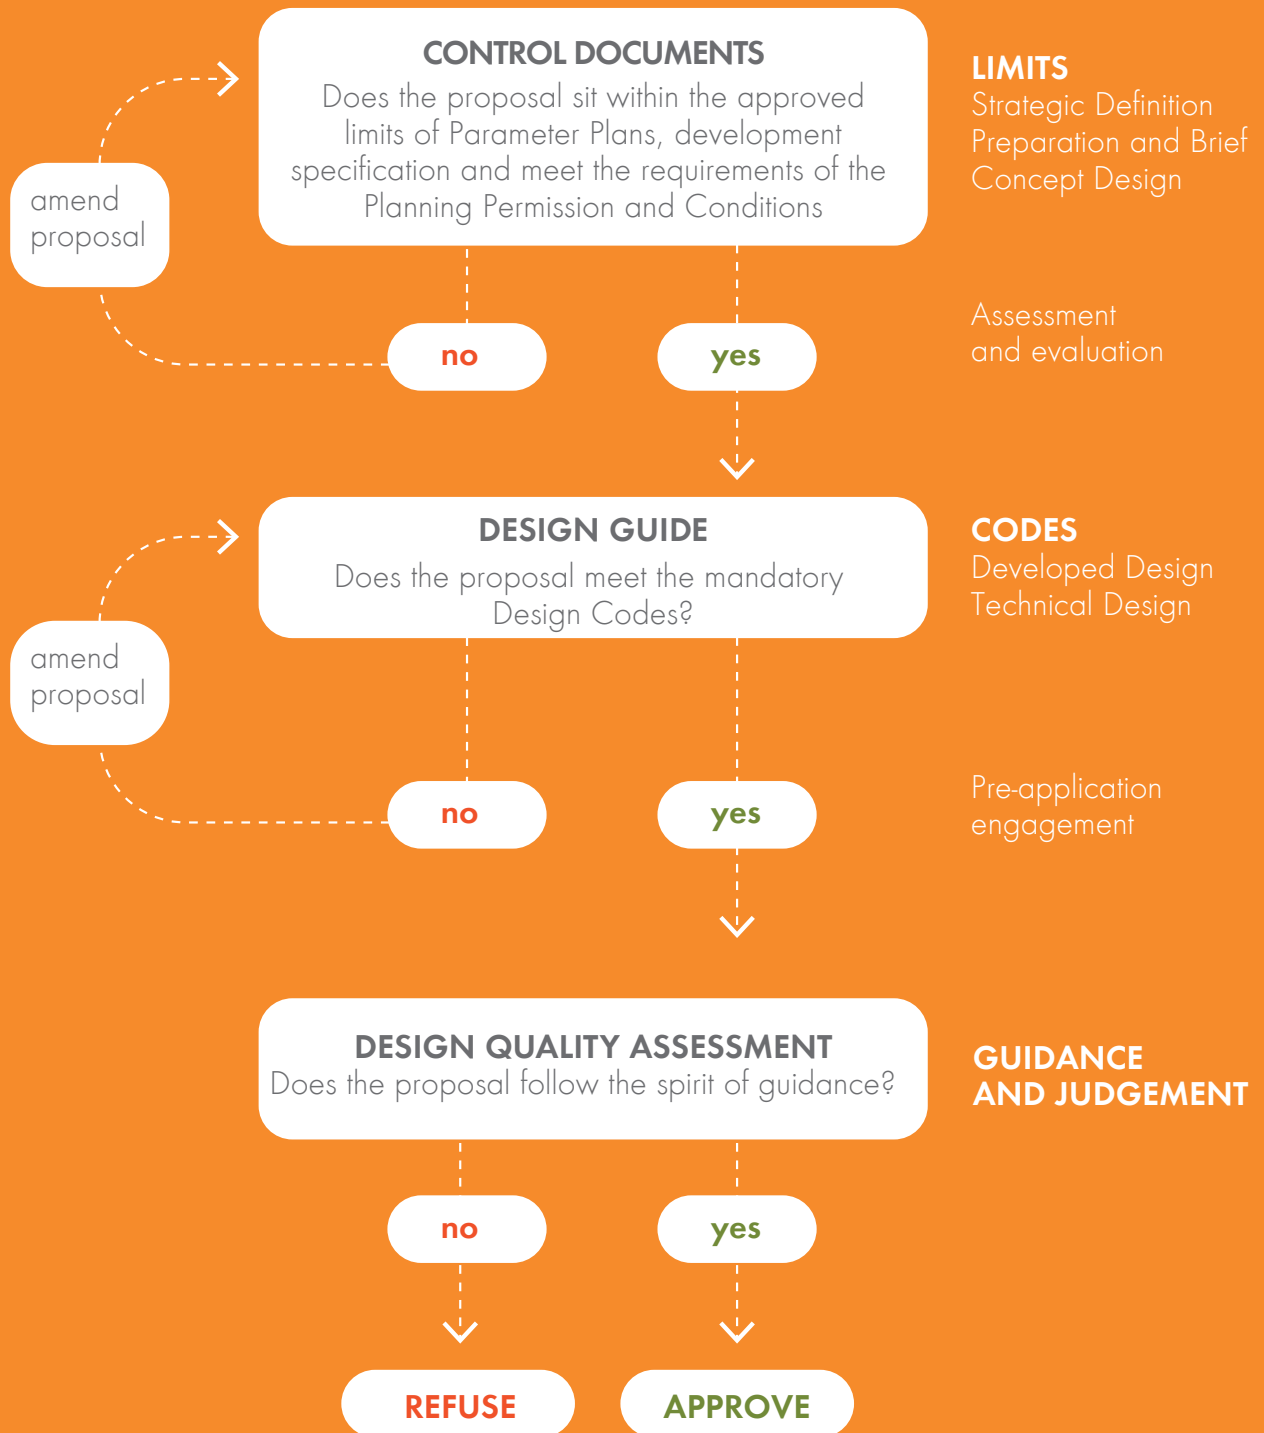 CONTROL DOCUMENTS
Does the proposal sit within the approved
limits of Parameter Plans, development
specification and meet the requirements of the
Planning Permission and Conditions
LIMITS
Strategic Definition
Preparation and Brief
Concept Design
amend
proposal
no
yes
Assessment
and evaluation
DESIGN GUIDE
Does the proposal meet the mandatory
Design Codes?
CODES
Developed Design
Technical Design
amend
proposal
no
yes
Pre-application
engagement
DESIGN QUALITY ASSESSMENT
Does the proposal follow the spirit of guidance?
GUIDANCE
AND JUDGEMENT
no
yes
REFUSE
APPROVE